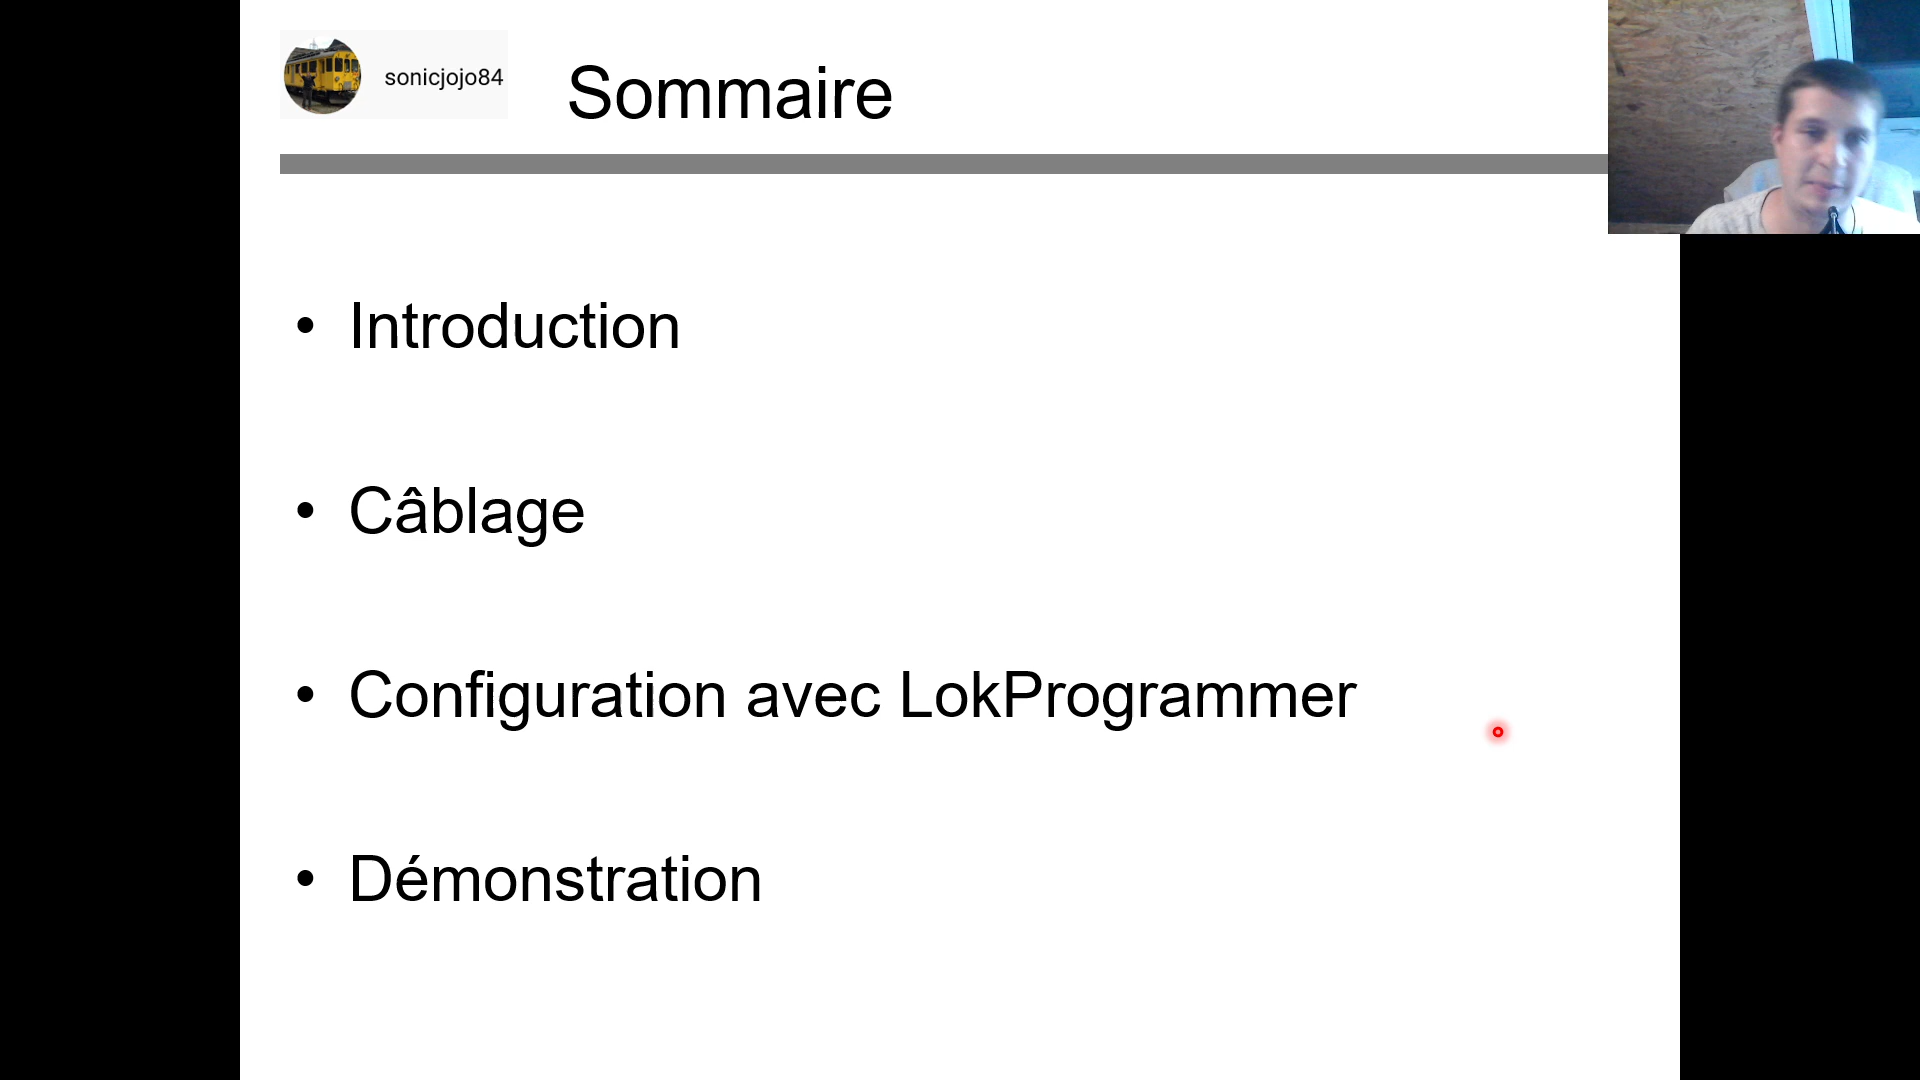 sonicjojo84
Sommaire
• Introduction
• Câblage
• Configuration avec LokProgrammer
• Démonstration